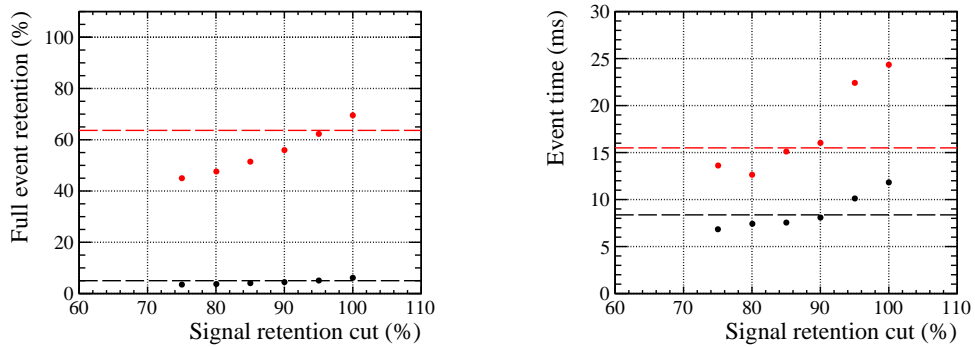 Full event retention (%)
100
80
60
40
20
0
60 70 80 90 100 110
Signal retention cut (%)
Event time (ms)
30
25
20
15
10
5
0
60 70 80 90 100 110
Signal retention cut (%)